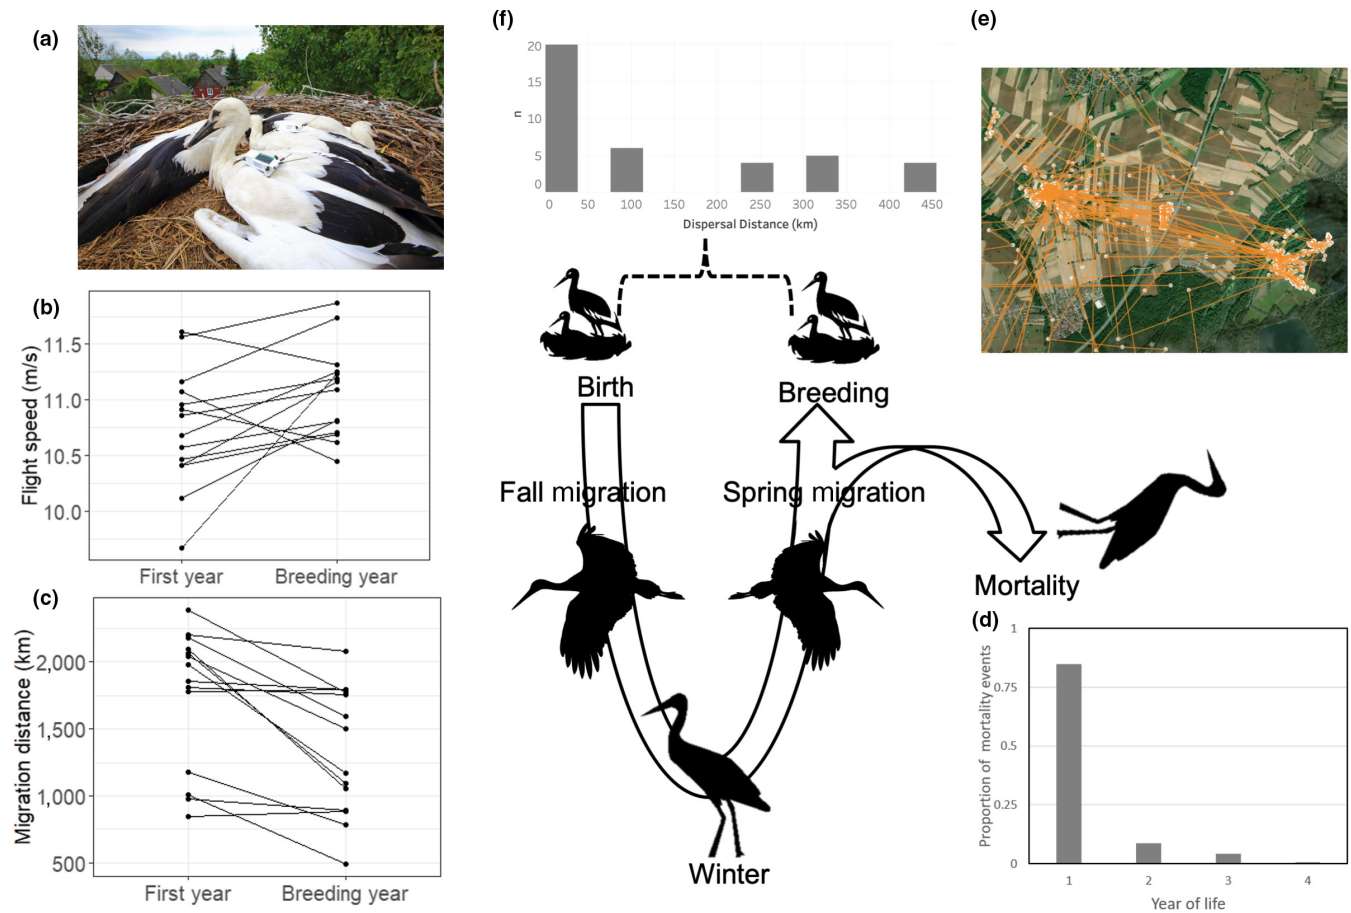 (a)
(f)
(e)
20
15
10
5
0
n
0 50 100 150 200 250 300 350 400 450
Dispersal Distance (km)
(b)
Flight speed (m/s)
11.5
11.0
10.5
10.0
First year Breeding year
Birth
Breeding
Fall migration
Spring migration
Mortality
Winter
(c)
Migration distance (km)
2,000
1,500
1,000
500
First year Breeding year
(d)
Proportion of mortality events
1
0.75
0.5
0.25
0
1 2 3 4
Year of life